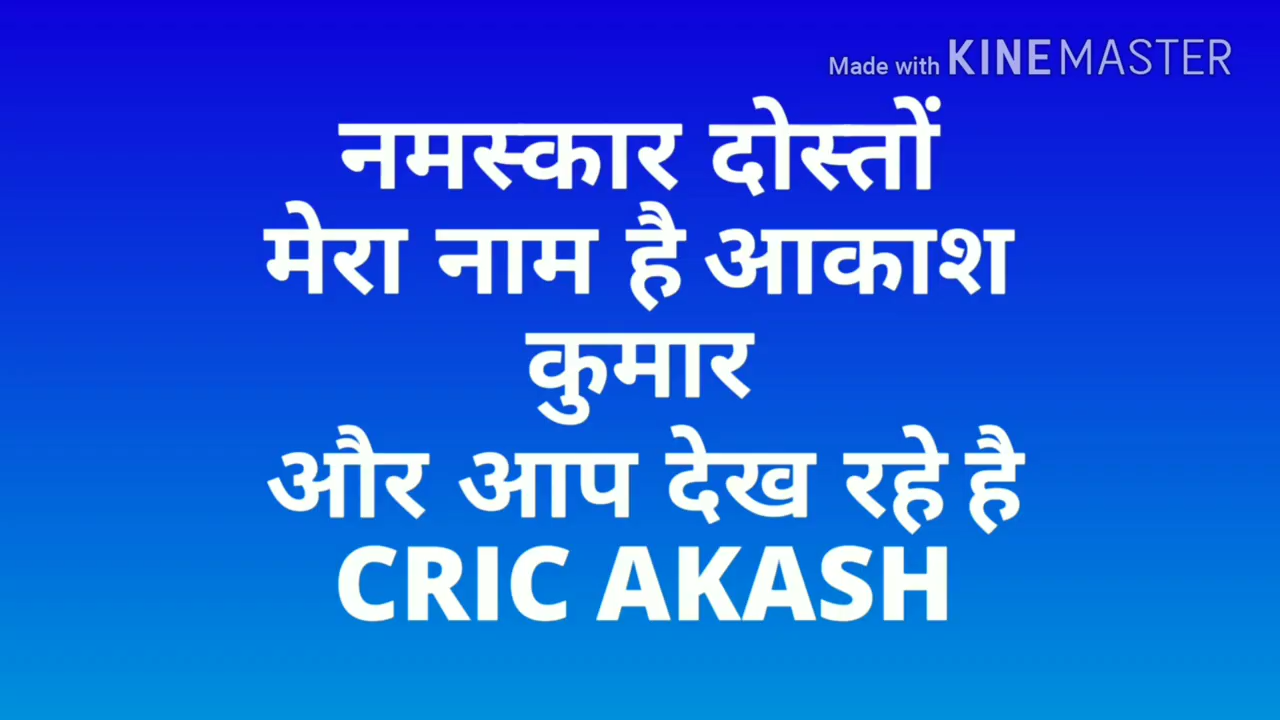 Made with KINEMASTER
नमस्कार दोस्तों
मेरा नाम है आकाश
कुमार
और आप देख रहे है
CRIC AKASH